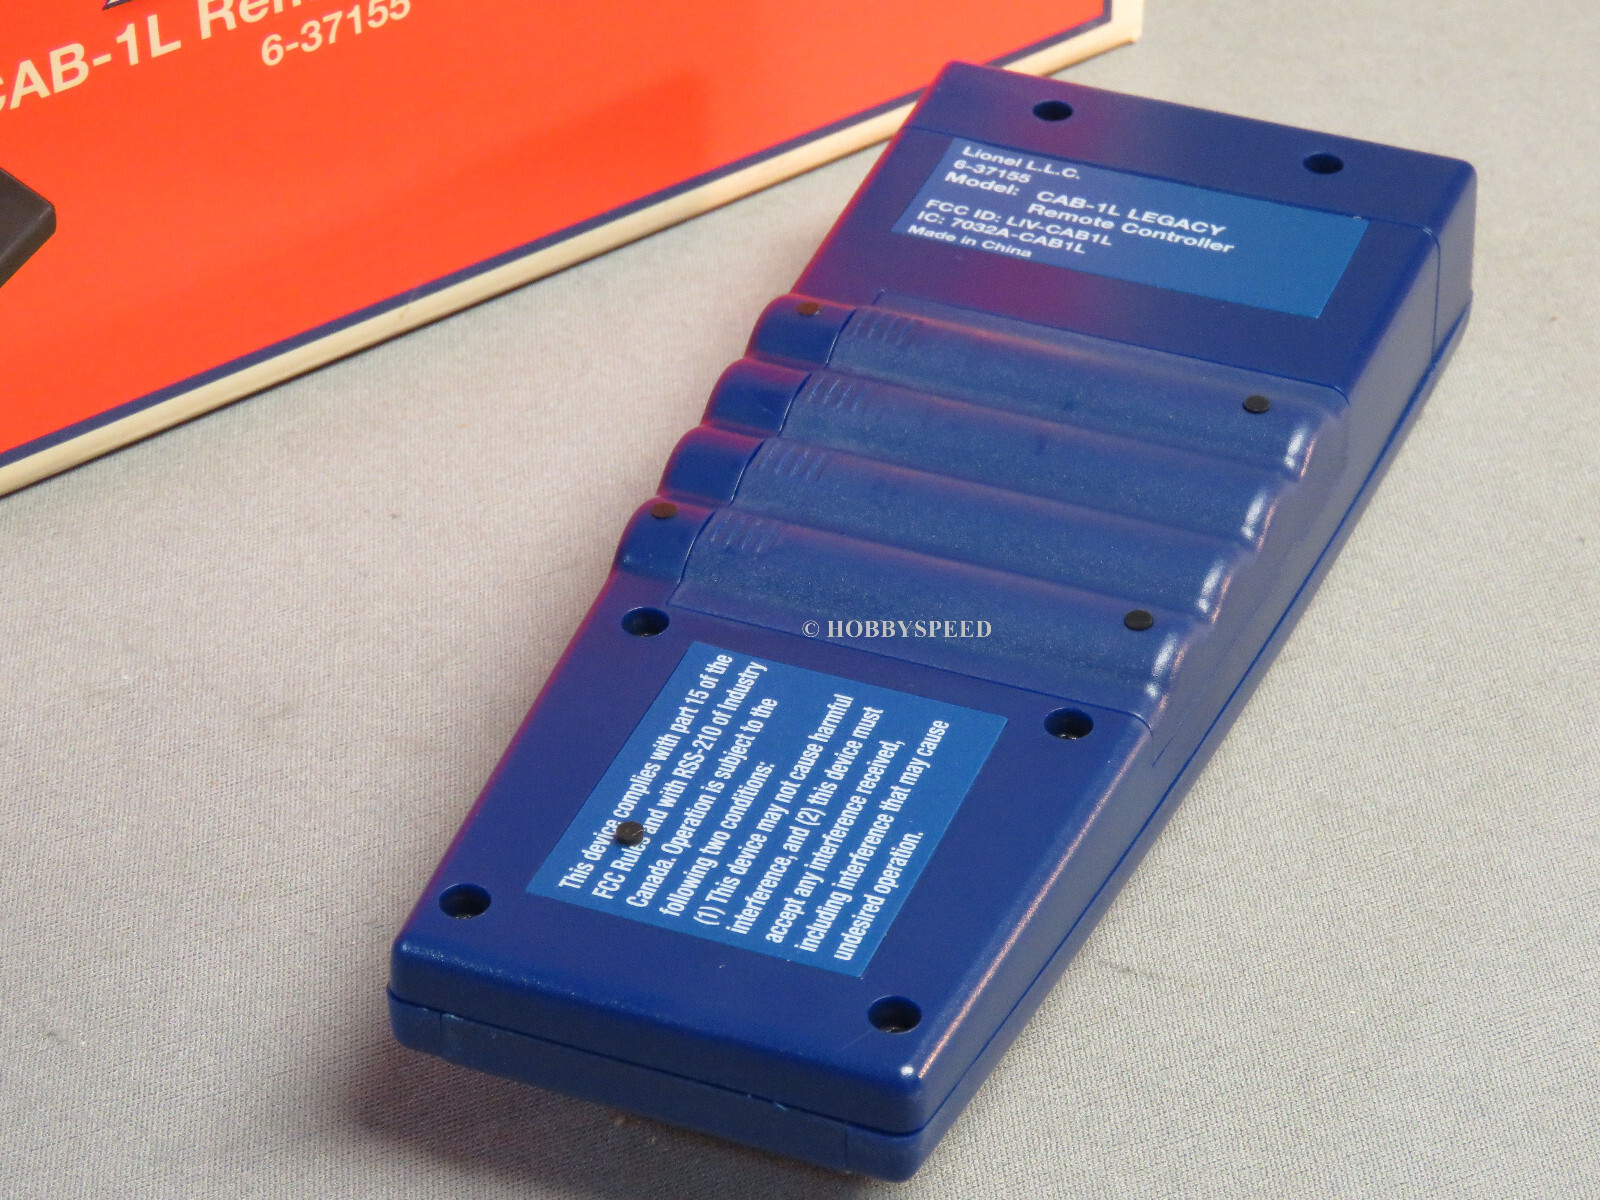 CAB-1L
6-37155
Lionel L.L.C.
6-37155
Model: CAB-1L LEGACY
Remote Controller
FCC ID: LIV-CAB1L
IC: 7032A-CAB1L
Made in China
© HOBBYSPEED
This device complies with part 15 of the
FCC Rules and with RSS-210 of Industry
Canada. Operation is subject to the
following two conditions:
(1) This device may not cause harmful
interference, and (2) this device must
accept any interference received,
including interference that may cause
undesired operation.